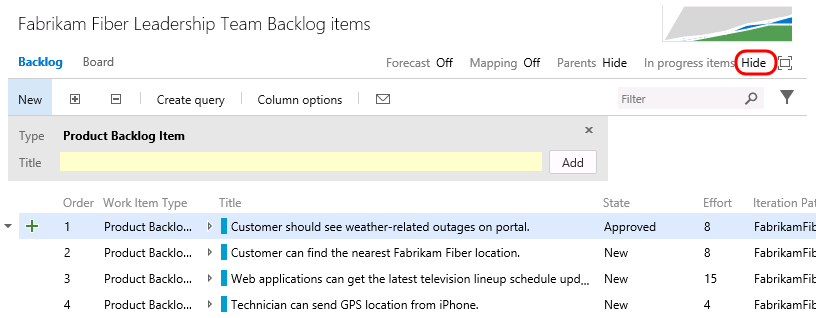 Fabrikam Fiber Leadership Team Backlog items
Backlog Board Forecast Off Mapping Off Parents Hide In progress items Hide
New Create query Column options Filter
Type Product Backlog Item
Title Add
Order Work Item Type Title State Effort Iteration Pat
1 Product Backlo... Customer should see weather-related outages on portal. Approved 8 FabrikamFib
2 Product Backlo... Customer can find the nearest Fabrikam Fiber location. New 8 FabrikamFib
3 Product Backlo... Web applications can get the latest television lineup schedule upd... New 15 FabrikamFib
4 Product Backlo... Technician can send GPS location from iPhone. New 4 FabrikamFib